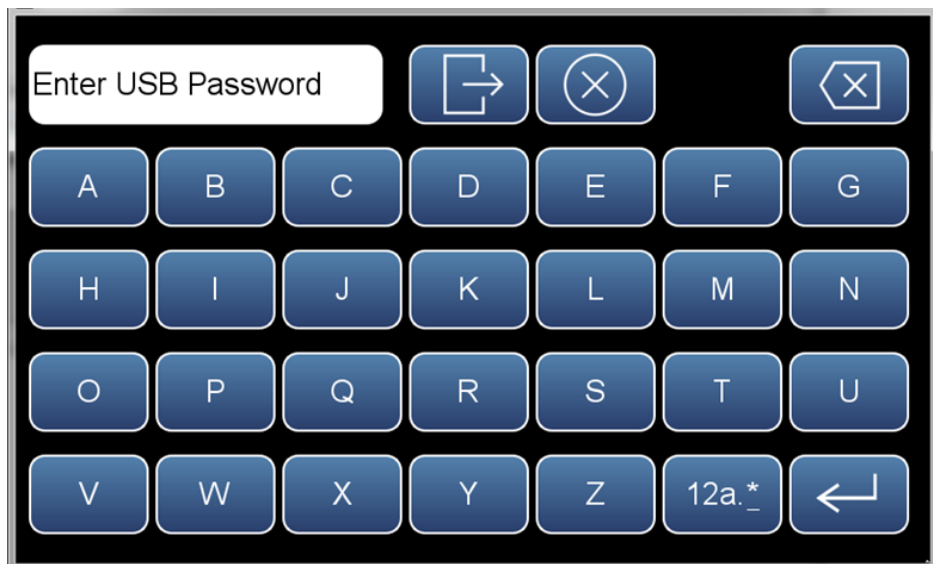 Enter USB Password
A B C D E F G
H I J K L M N
O P Q R S T U
V W X Y Z 12a.*_